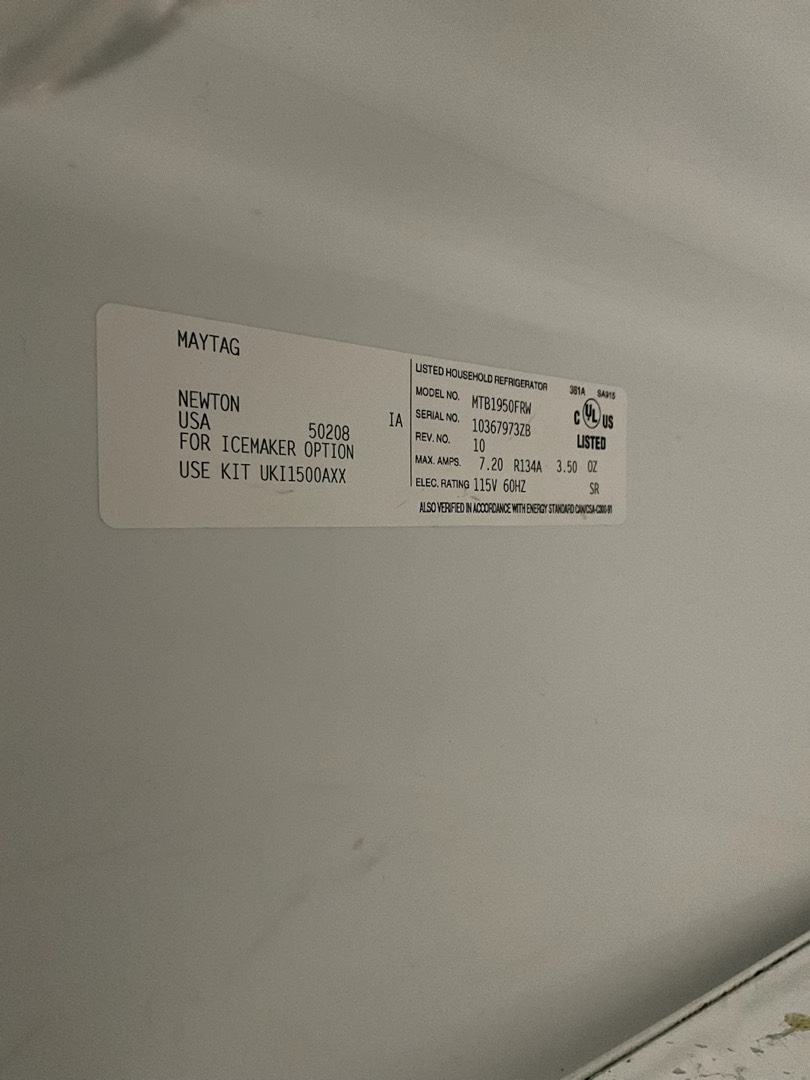 MAYTAG
NEWTON IA
USA 50208
FOR ICEMAKER OPTION
USE KIT UKI1500AXX
LISTED HOUSEHOLD REFRIGERATOR 381A SA915
MODEL NO. MTB1950FRW
SERIAL NO. 10367973ZB
REV. NO. 10
MAX. AMPS. 7.20 R134A 3.50 OZ
ELEC. RATING 115V 60HZ SR
C UL US
LISTED
ALSO VERIFIED IN ACCORDANCE WITH ENERGY STANDARD